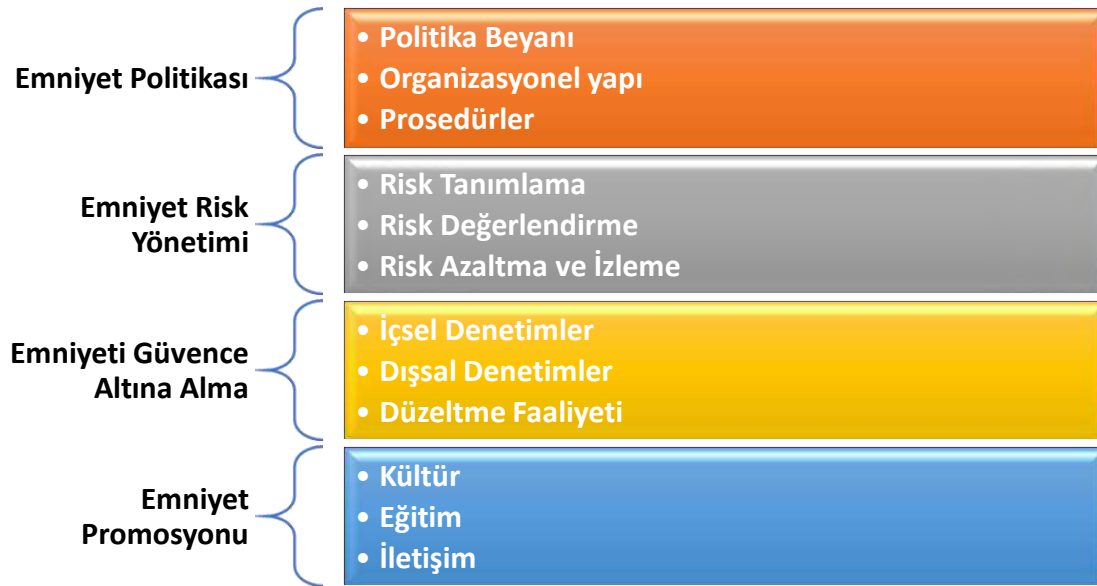 Emniyet Politikası
• Politika Beyanı
• Organizasyonel yapı
• Prosedürler
Emniyet Risk
Yönetimi
• Risk Tanımlama
• Risk Değerlendirme
• Risk Azaltma ve İzleme
Emniyeti Güvence
Altına Alma
• İçsel Denetimler
• Dışsal Denetimler
• Düzeltme Faaliyeti
Emniyet
Promosyonu
• Kültür
• Eğitim
• İletişim